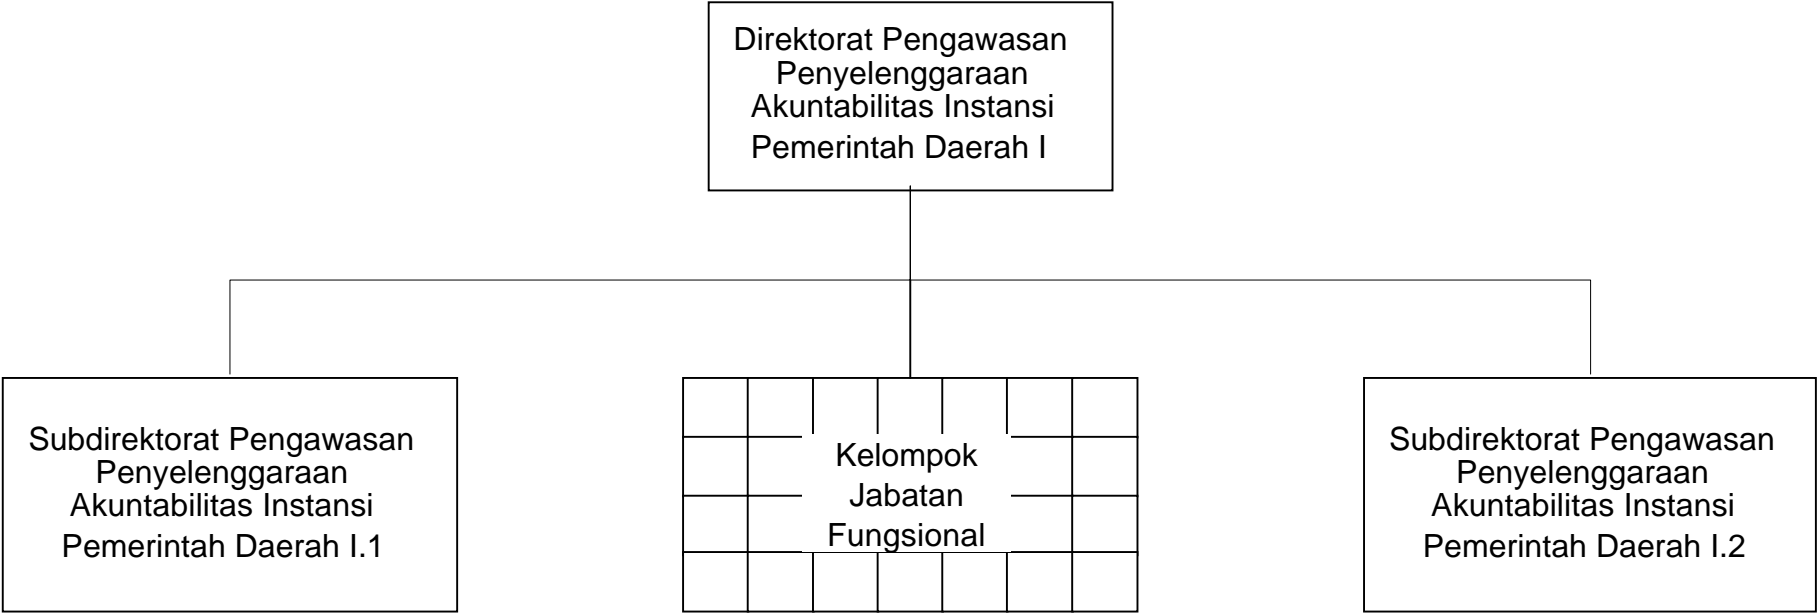 Direktorat Pengawasan
Penyelenggaraan
Akuntabilitas Instansi
Pemerintah Daerah I
Subdirektorat Pengawasan
Penyelenggaraan
Akuntabilitas Instansi
Pemerintah Daerah I.1
Kelompok
Jabatan
Fungsional
Subdirektorat Pengawasan
Penyelenggaraan
Akuntabilitas Instansi
Pemerintah Daerah I.2